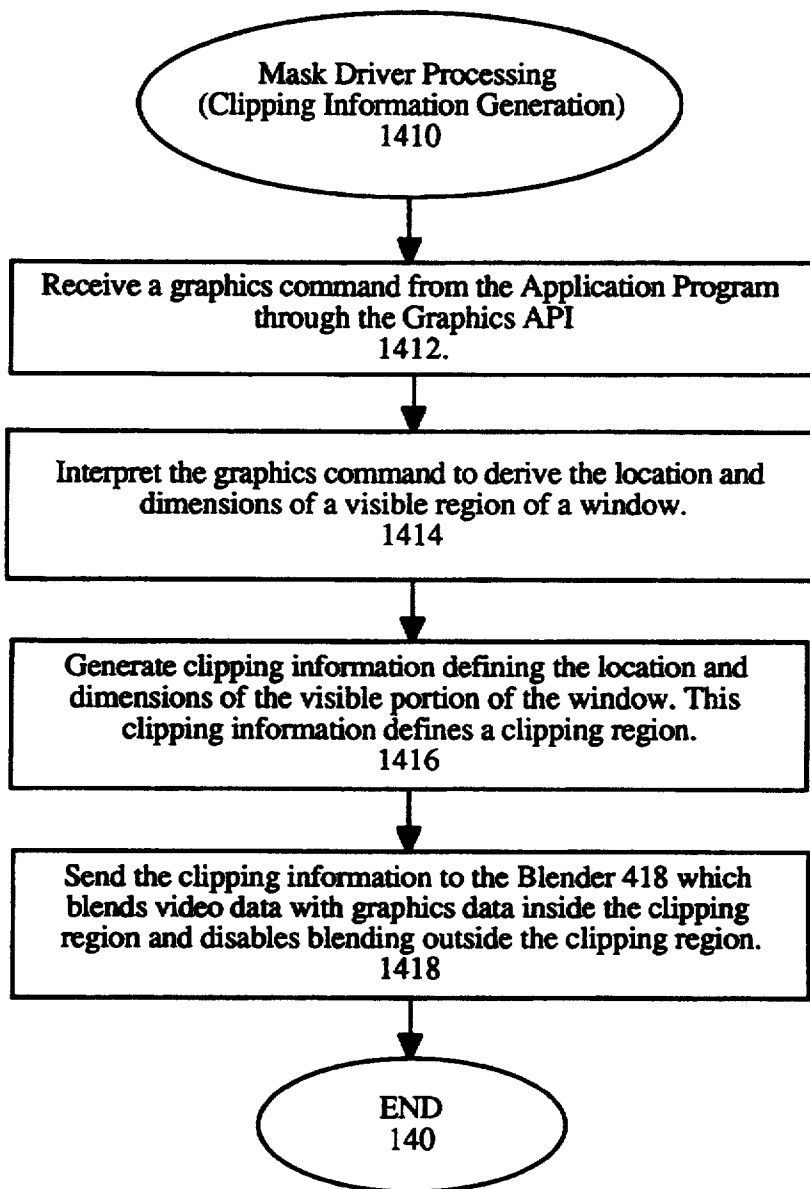 Mask Driver Processing
(Clipping Information Generation)
1410
Receive a graphics command from the Application Program
through the Graphics API
1412.
Interpret the graphics command to derive the location and
dimensions of a visible region of a window.
1414
Generate clipping information defining the location and
dimensions of the visible portion of the window. This
clipping information defines a clipping region.
1416
Send the clipping information to the Blender 418 which
blends video data with graphics data inside the clipping
region and disables blending outside the clipping region.
1418
END
140